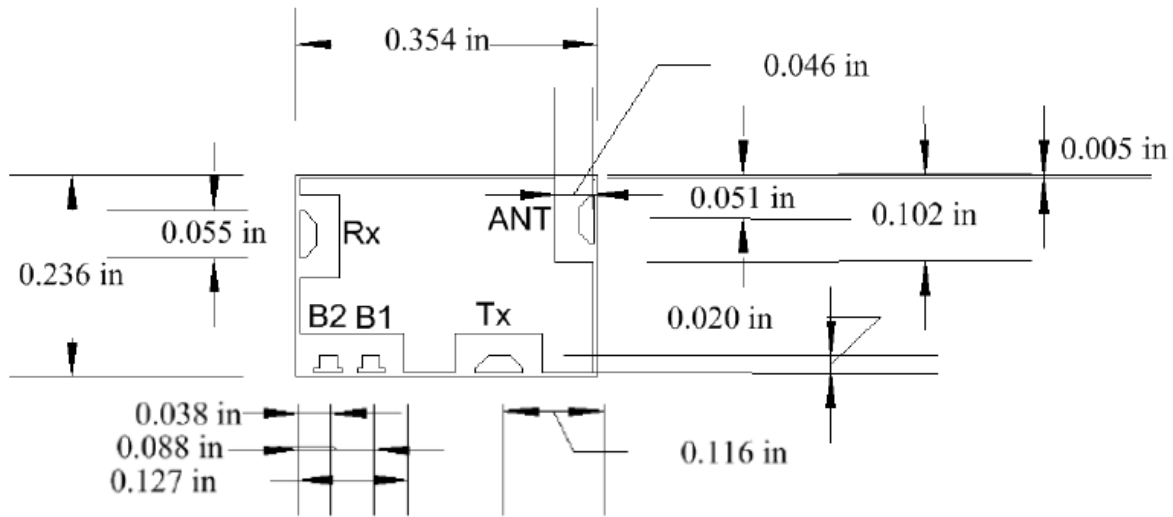 0.354 in
0.046 in
0.005 in
0.051 in
0.102 in
ANT
Rx
0.055 in
0.236 in
B2 B1
Tx
0.020 in
0.038 in
0.088 in
0.127 in
0.116 in